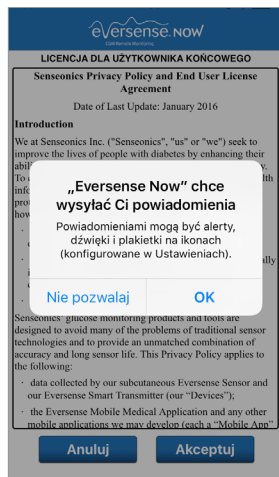 eversense. NOW
CGM Remote Monitoring
LICENCJA DLA UŻYTKOWNIKA KOŃCOWEGO
Senseonics Privacy Policy and End User License
Agreement
Date of Last Update: January 2016
Introduction
We at Senseonics Inc. ("Senseonics", "us" or "we") seek to
improve the lives of people with diabetes by enhancing their
„Eversense Now” chce
wysyłać Ci powiadomienia
Powiadomieniami mogą być alerty,
dźwięki i plakietki na ikonach
(konfigurowane w Ustawieniach).
Nie pozwalaj
OK
Senseonics' glucose monitoring products and tools are
designed to avoid many of the problems of traditional sensor
technologies and to provide an unmatched combination of
accuracy and long sensor life. This Privacy Policy applies to
the following:
· data collected by our subcutaneous Eversense Sensor and
our Eversense Smart Transmitter (our "Devices");
· the Eversense Mobile Medical Application and any other
mobile applications we may develop (each a "Mobile App"
Anuluj
Akceptuj